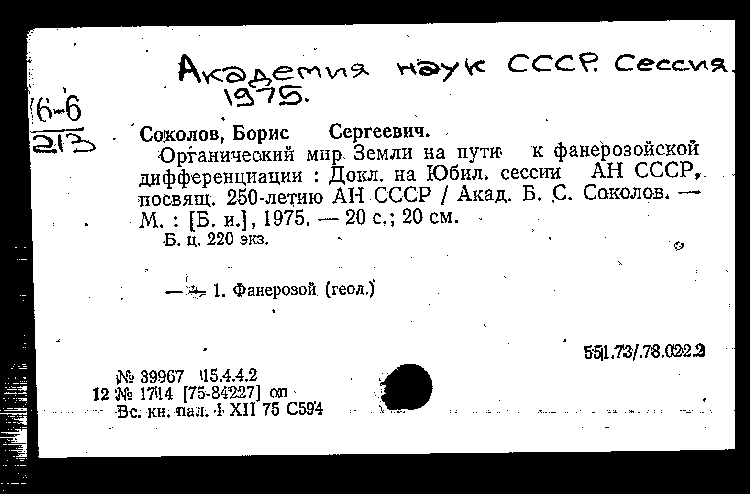 Академия наук СССР. Сессия.
1975.
16-6
213
Соколов, Борис Сергеевич.
Органический мир Земли на пути к фанерозойской
дифференциации : Докл. на Юбил. сессии АН СССР,
посвящ. 250-летию АН СССР / Акад. Б. С. Соколов. —
М. : [Б. и.], 1975. — 20 с.; 20 см.
Б. ц. 220 экз.
— 1. Фанерозой (геол.)
551.73/.78.022.2
№ 39967 15.4.4.2
12 № 1714 [75-84227] оп
Вс. кн. пал. 1 XII 75 С594